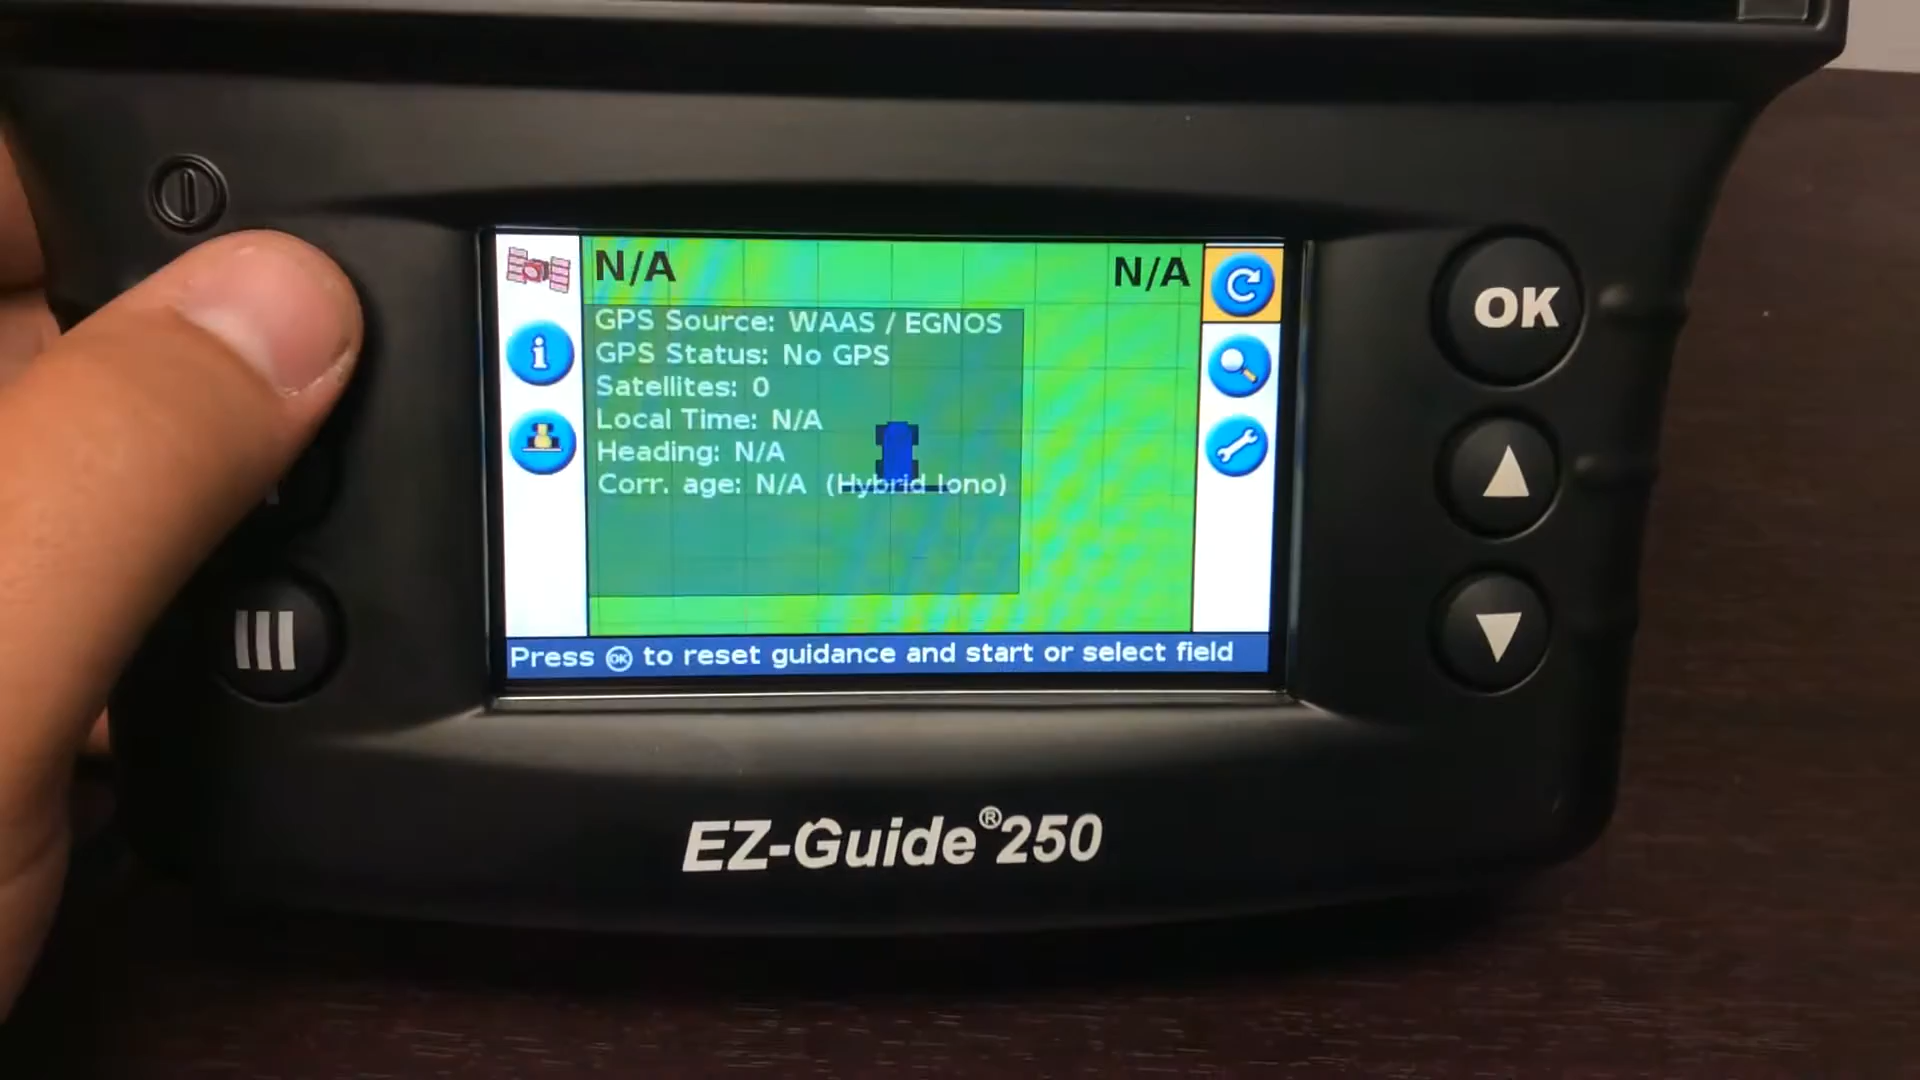 N/A N/A
GPS Source: WAAS / EGNOS
GPS Status: No GPS
Satellites: 0
Local Time: N/A
Heading: N/A
Corr. age: N/A (Hybrid Iono)
Press OK to reset guidance and start or select field
OK
EZ-Guide®250